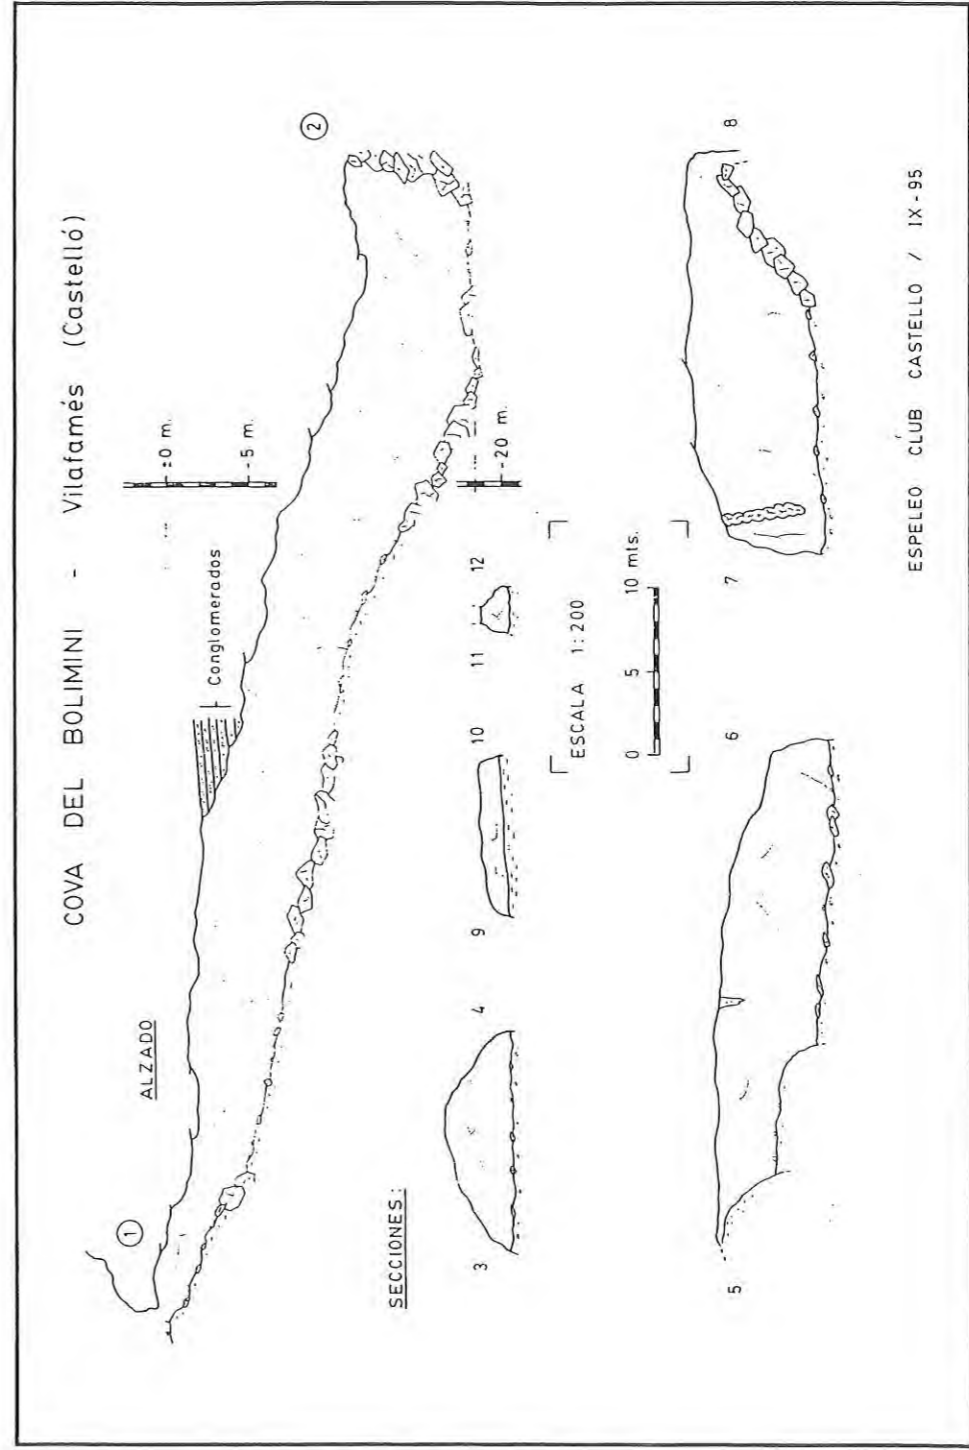 COVA DEL BOLIMINI - Vilafamés (Castelló)
ALZADO
1
Conglomerados
±0 m.
-5 m.
2
-20 m.
SECCIONES:
3 4
9 10
11 12
ESCALA 1:200
0 5 10 mts.
5 6
7 8
ESPELEO CLUB CASTELLO / IX-95